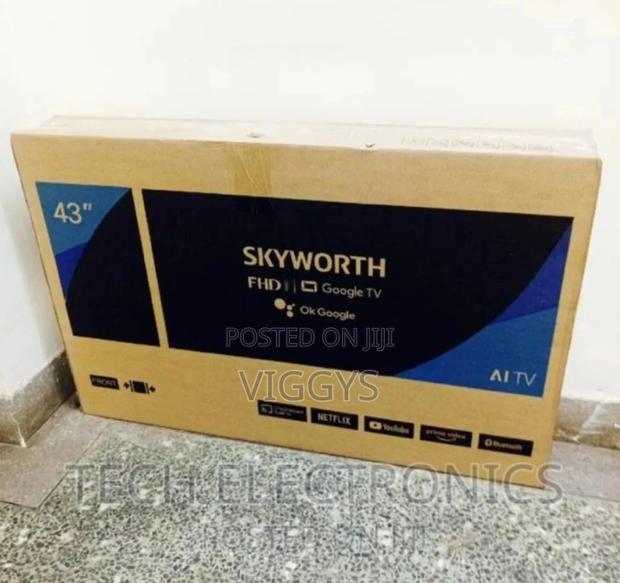 43"
SKYWORTH
FHD Google TV
Ok Google
POSTED ON JIJI
VIGGYS
AI TV
FRONT
NETFLIX
YouTube
prime video
Bluetooth
TECH ELECTRONICS